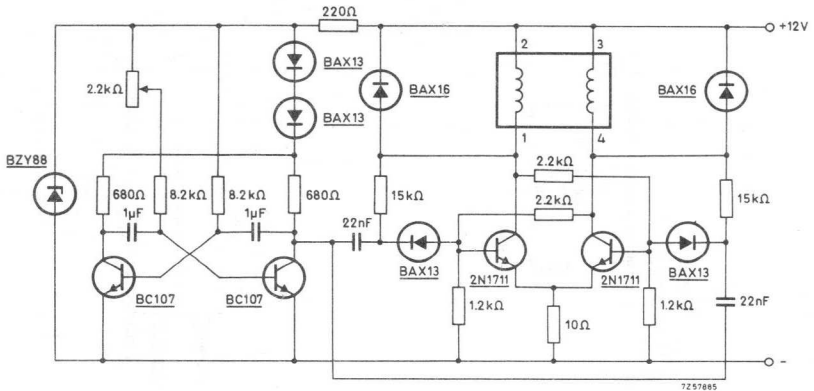 220Ω
+12V
2
3
BAX13
2.2kΩ
BAX16
BAX16
BAX13
1
4
BZY88
2.2kΩ
680Ω
8.2kΩ
8.2kΩ
680Ω
15kΩ
15kΩ
1µF
1µF
2.2kΩ
22nF
BAX13
2N1711
2N1711
BAX13
BC107
BC107
1.2kΩ
10Ω
1.2kΩ
22nF
-
7Z57885